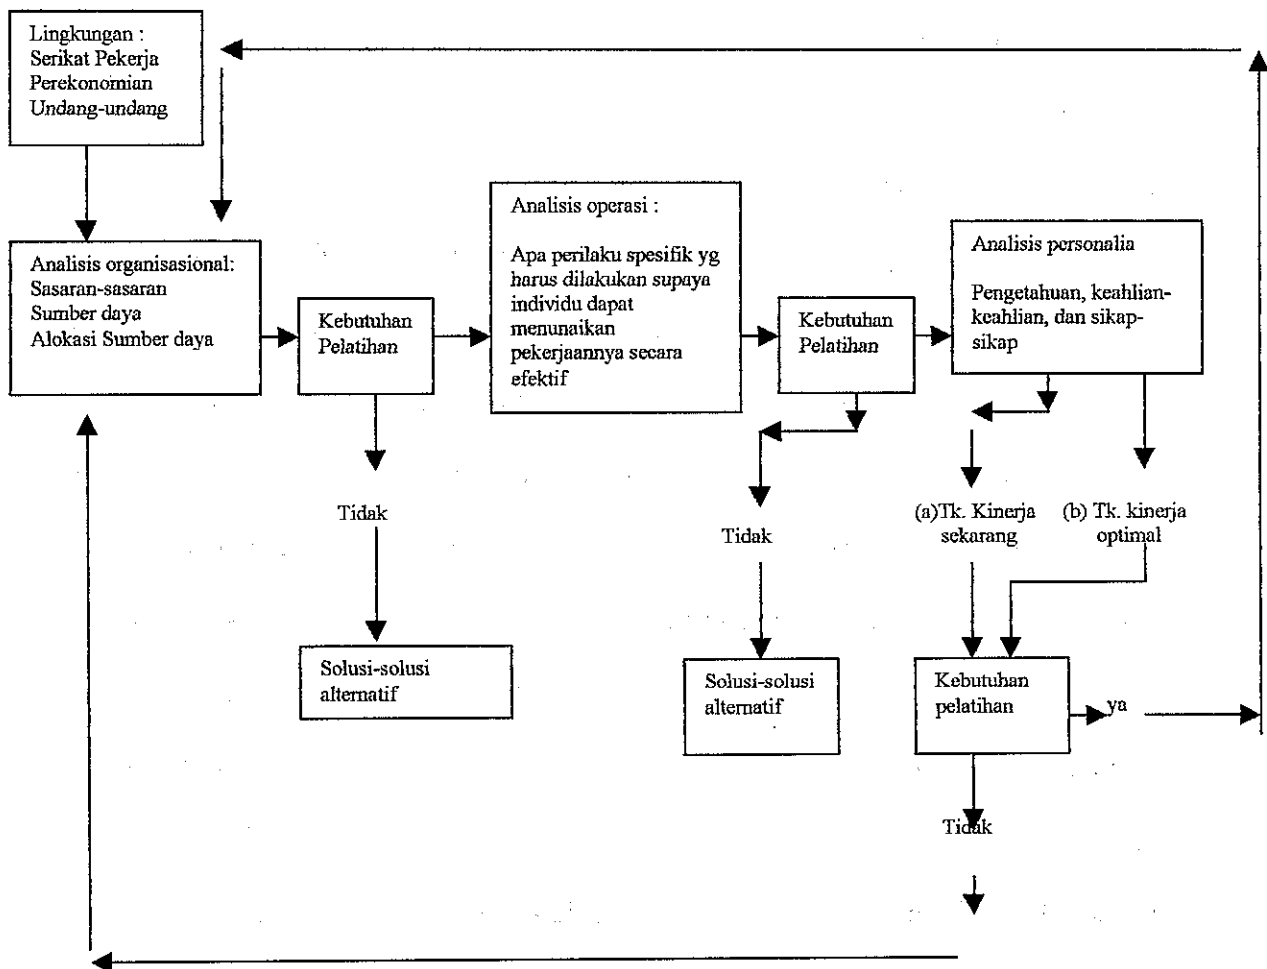 Lingkungan :
Serikat Pekerja
Perekonomian
Undang-undang
Analisis organisasional:
Sasaran-sasaran
Sumber daya
Alokasi Sumber daya
Kebutuhan
Pelatihan
Analisis operasi :
Apa perilaku spesifik yg
harus dilakukan supaya
individu dapat
menunaikan
pekerjaannya secara
efektif
Kebutuhan
Pelatihan
Analisis personalia
Pengetahuan, keahlian-
keahlian, dan sikap-
sikap
Tidak
Tidak
(a)Tk. Kinerja
sekarang
(b) Tk. kinerja
optimal
Solusi-solusi
alternatif
Solusi-solusi
alternatif
Kebutuhan
pelatihan
ya
Tidak